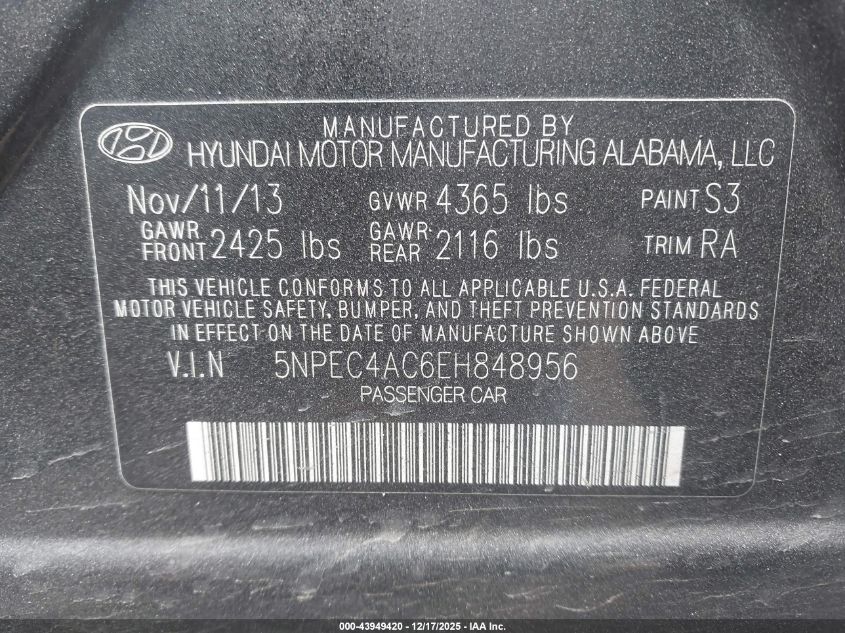 MANUFACTURED BY
HYUNDAI MOTOR MANUFACTURING ALABAMA, LLC
Nov/11/13 GVWR 4365 lbs PAINT S3
GAWR FRONT 2425 lbs GAWR REAR 2116 lbs TRIM RA
THIS VEHICLE CONFORMS TO ALL APPLICABLE U.S.A. FEDERAL
MOTOR VEHICLE SAFETY, BUMPER, AND THEFT PREVENTION STANDARDS
IN EFFECT ON THE DATE OF MANUFACTURE SHOWN ABOVE
V.I.N 5NPEC4AC6EH848956
PASSENGER CAR
000-43949420 - 12/17/2025 - IAA Inc.